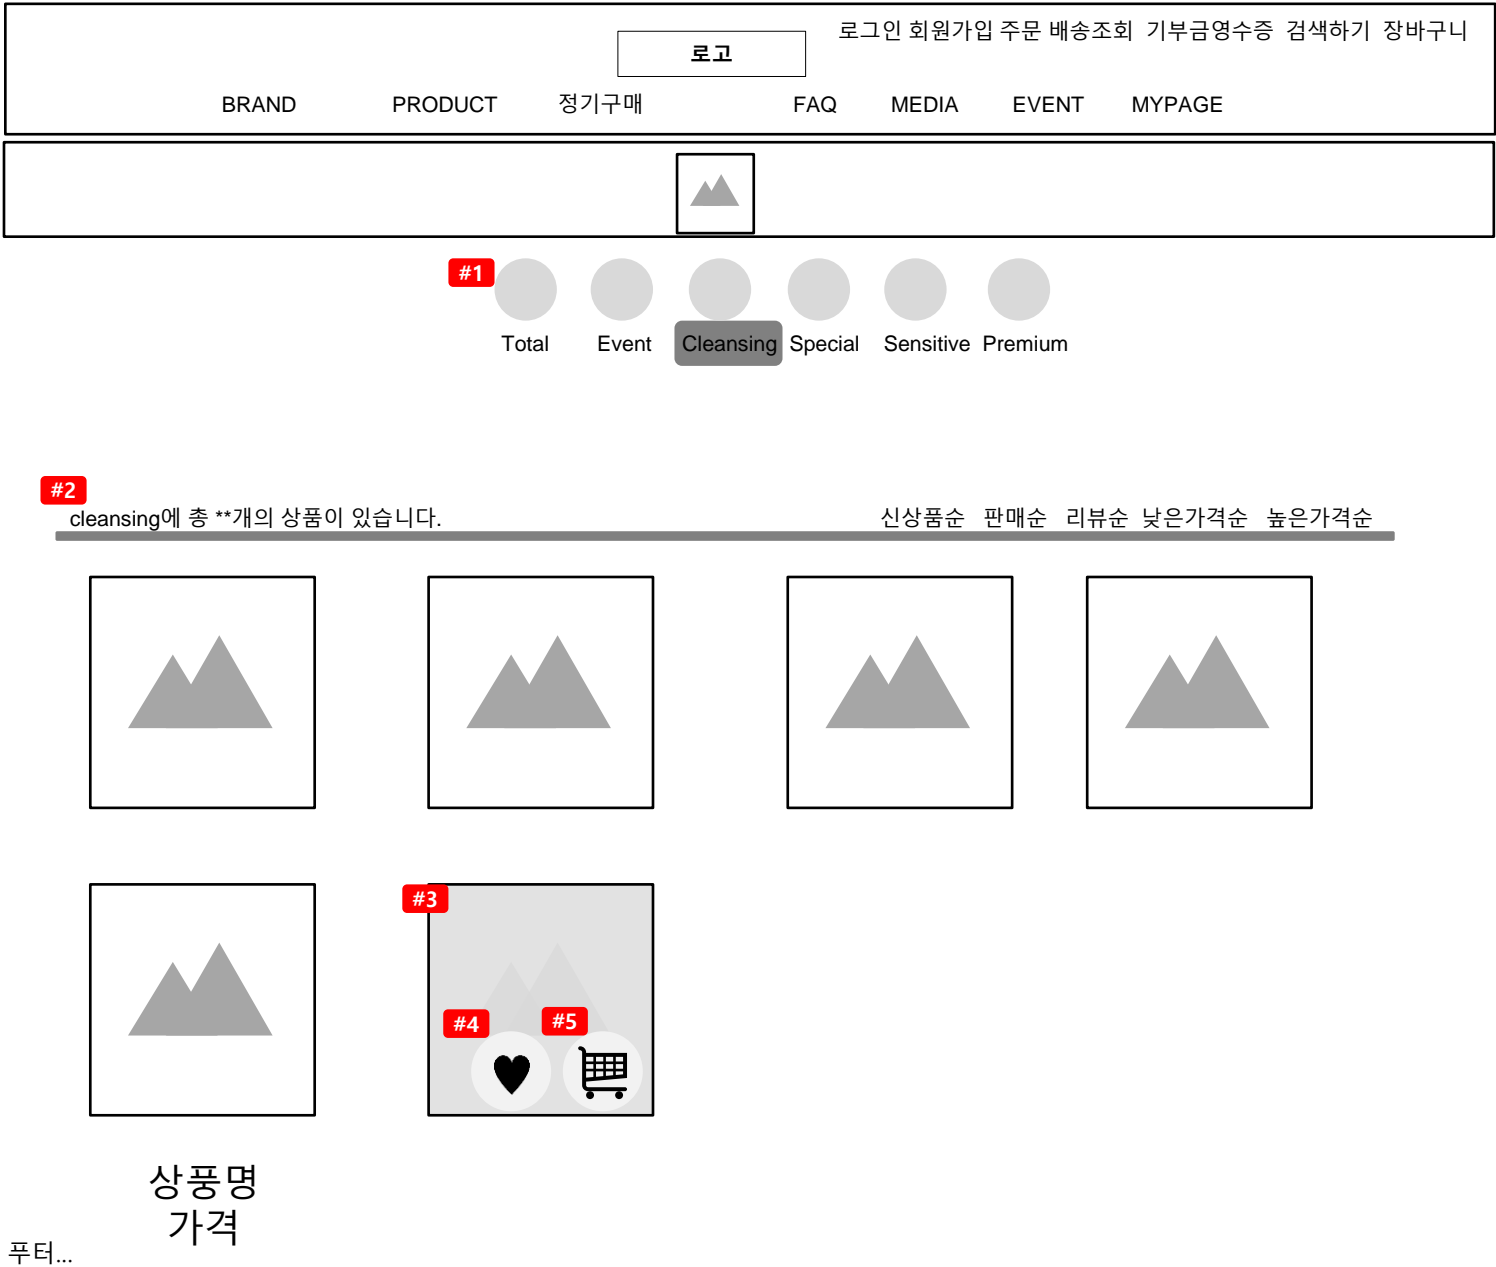 로그인 회원가입 주문 배송조회 기부금영수증 검색하기 장바구니
로고
BRAND PRODUCT 정기구매 FAQ MEDIA EVENT MYPAGE
#1
Total Event Cleansing Special Sensitive Premium
#2
cleansing에 총 **개의 상품이 있습니다. 신상품순 판매순 리뷰순 낮은가격순 높은가격순
#3
#4 #5
상풍명
가격
푸터...